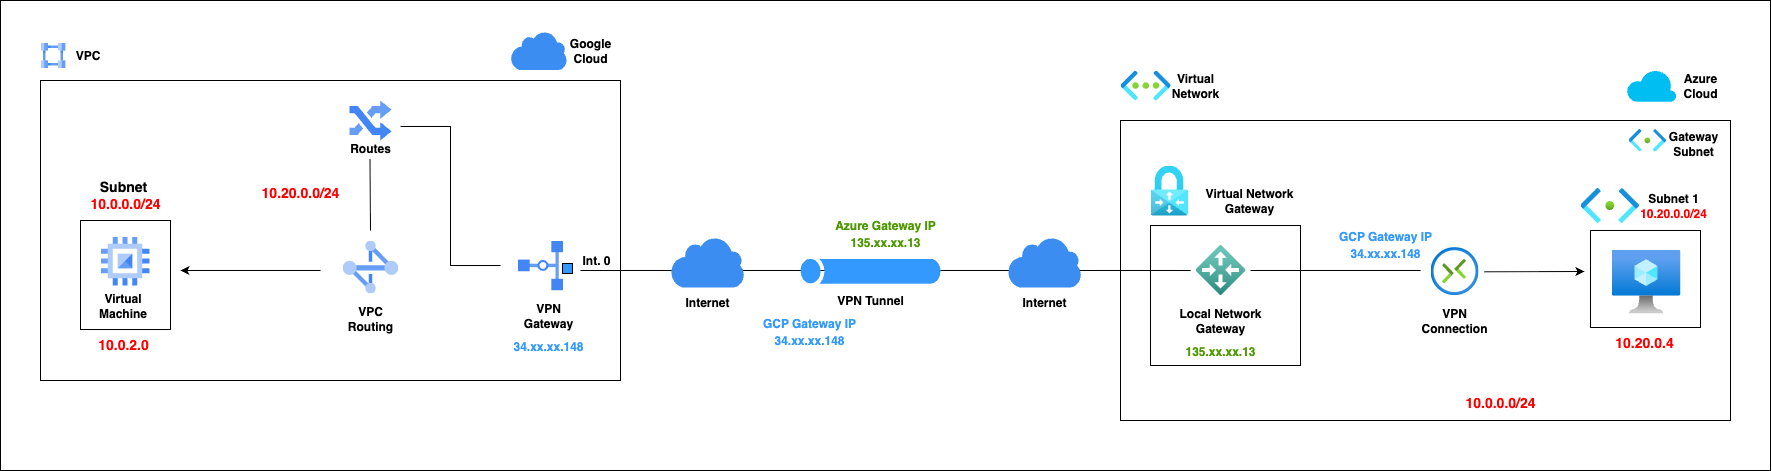 VPC
Google
Cloud
Routes
Subnet
10.0.0.0/24
10.20.0.0/24
Virtual
Machine
10.0.2.0
VPC
Routing
Int. 0
VPN
Gateway
34.xx.xx.148
Internet
Azure Gateway IP
135.xx.xx.13
VPN Tunnel
GCP Gateway IP
34.xx.xx.148
Internet
Virtual
Network
Azure
Cloud
Gateway
Subnet
Virtual Network
Gateway
Local Network
Gateway
135.xx.xx.13
GCP Gateway IP
34.xx.xx.148
VPN
Connection
Subnet 1
10.20.0.0/24
10.20.0.4
10.0.0.0/24